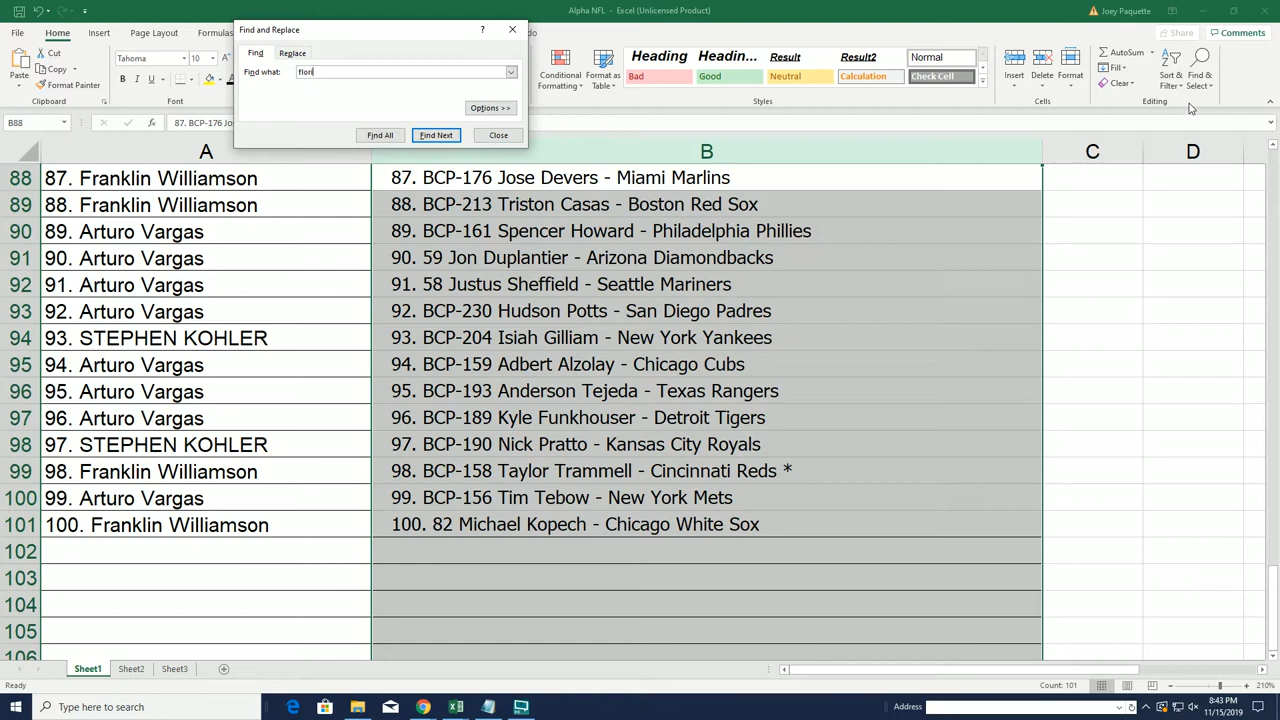 Alpha NFL - Excel (Unlicensed Product)
Joey Paquette
File Home Insert Page Layout Formulas
Share Comments
Find and Replace
Find Replace
Find what: fiori
Options >>
Find All Find Next Close
Paste Cut
Copy
Format Painter
Clipboard
B I U
Font
Conditional Formatting
Format as Table
Heading Headin... Result Result2 Normal
Bad Good Neutral Calculation Check Cell
Styles
Insert Delete Format
Cells
AutoSum
Fill
Clear
Sort & Filter
Find & Select
Editing
B88
87. BCP-176 Jos
A B C D
88 87. Franklin Williamson 87. BCP-176 Jose Devers - Miami Marlins
89 88. Franklin Williamson 88. BCP-213 Triston Casas - Boston Red Sox
90 89. Arturo Vargas 89. BCP-161 Spencer Howard - Philadelphia Phillies
91 90. Arturo Vargas 90. 59 Jon Duplantier - Arizona Diamondbacks
92 91. Arturo Vargas 91. 58 Justus Sheffield - Seattle Mariners
93 92. Arturo Vargas 92. BCP-230 Hudson Potts - San Diego Padres
94 93. STEPHEN KOHLER 93. BCP-204 Isiah Gilliam - New York Yankees
95 94. Arturo Vargas 94. BCP-159 Adbert Alzolay - Chicago Cubs
96 95. Arturo Vargas 95. BCP-193 Anderson Tejeda - Texas Rangers
97 96. Arturo Vargas 96. BCP-189 Kyle Funkhouser - Detroit Tigers
98 97. STEPHEN KOHLER 97. BCP-190 Nick Pratto - Kansas City Royals
99 98. Franklin Williamson 98. BCP-158 Taylor Trammell - Cincinnati Reds *
100 99. Arturo Vargas 99. BCP-156 Tim Tebow - New York Mets
101 100. Franklin Williamson 100. 82 Michael Kopech - Chicago White Sox
102
103
104
105
106
Sheet1 Sheet2 Sheet3
Ready
Count: 101
210%
Type here to search
Address
8:43 PM
11/15/2019